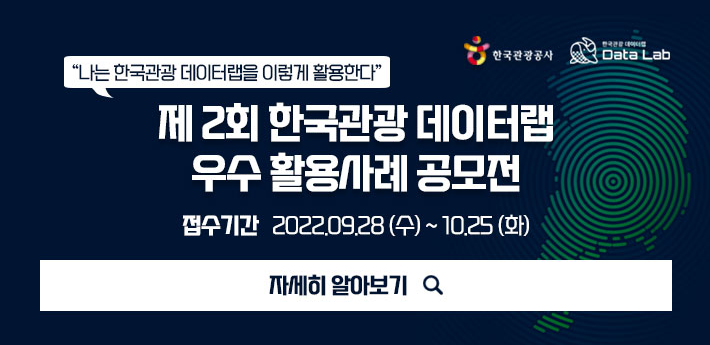 한국관광공사
한국관광 데이터랩
Data Lab
“나는 한국관광 데이터랩을 이렇게 활용한다”
제 2회 한국관광 데이터랩
우수 활용사례 공모전
접수기간 2022.09.28 (수) ~ 10.25 (화)
자세히 알아보기